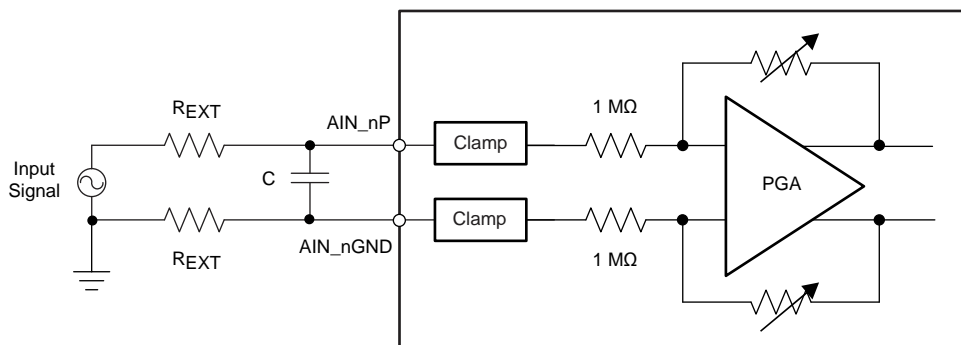 REXT
AIN_nP
Clamp
1 MΩ
Input
Signal
C
PGA
Clamp
REXT
AIN_nGND
1 MΩ